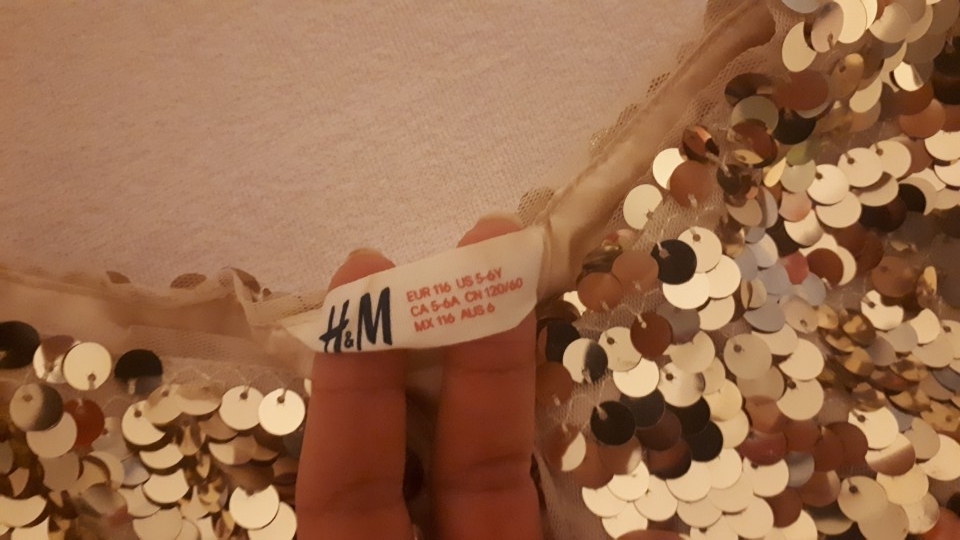 H&M
EUR 116 US 5-6Y
CA 5-6A CN 120/60
MX 116 AUS 6